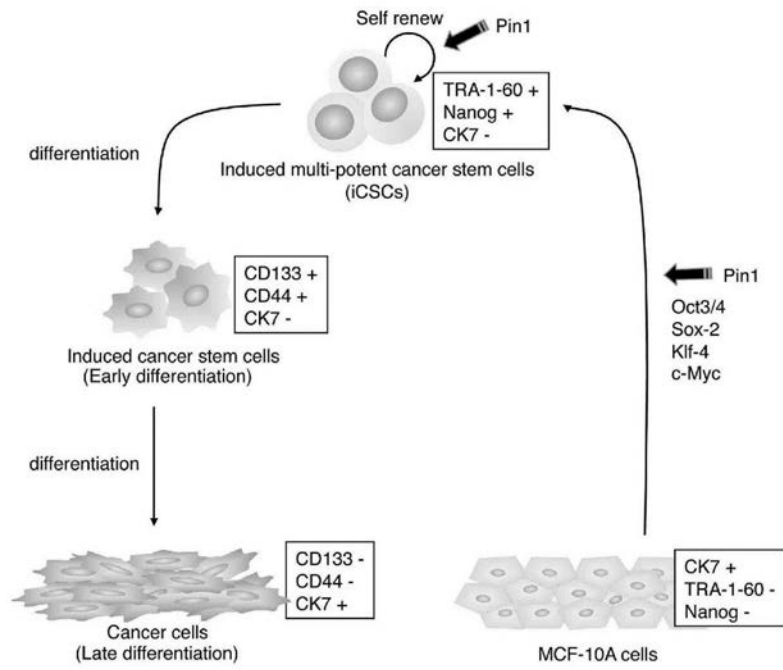 Self renew
Pin1
TRA-1-60 +
Nanog +
CK7 -
Induced multi-potent cancer stem cells
(iCSCs)
differentiation
CD133 +
CD44 +
CK7 -
Induced cancer stem cells
(Early differentiation)
Pin1
Oct3/4
Sox-2
Klf-4
c-Myc
differentiation
CD133 -
CD44 -
CK7 +
Cancer cells
(Late differentiation)
CK7 +
TRA-1-60 -
Nanog -
MCF-10A cells